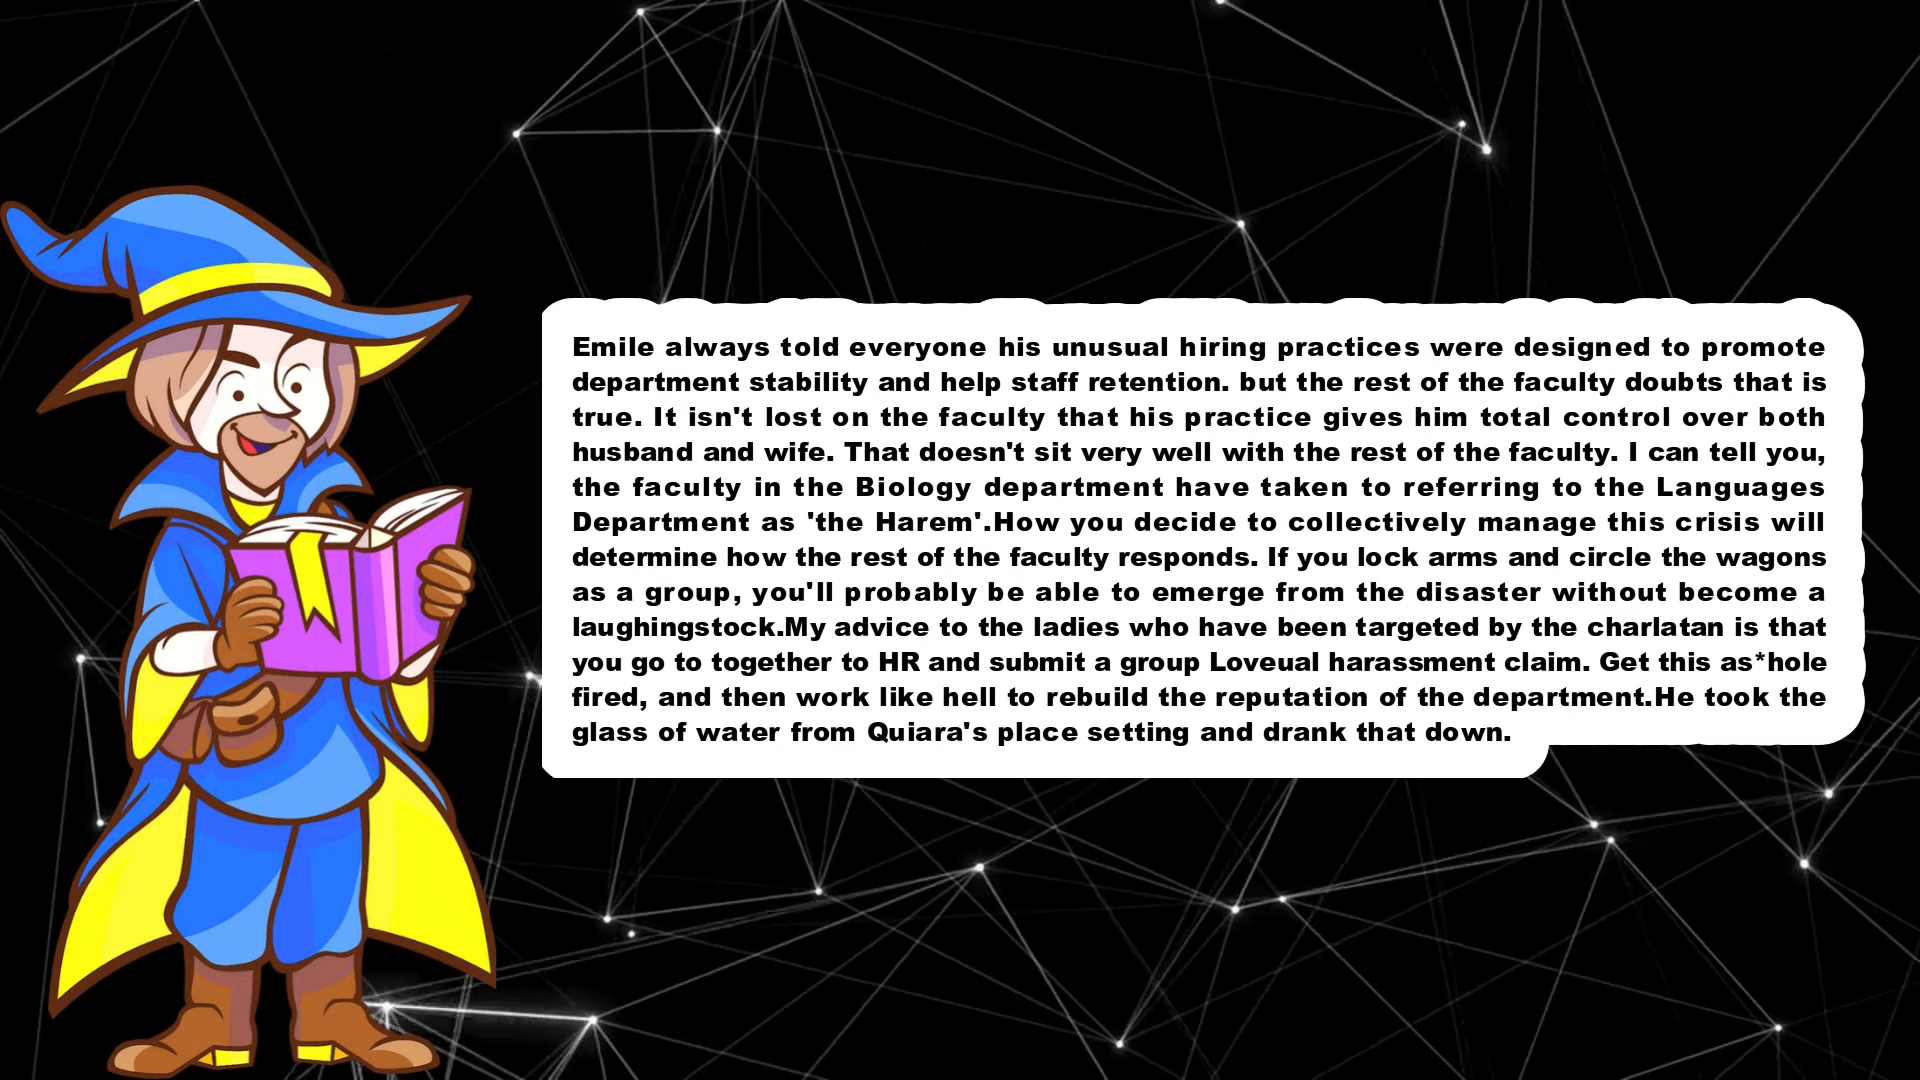 Emile always told everyone his unusual hiring practices were designed to promote
department stability and help staff retention. but the rest of the faculty doubts that is
true. It isn't lost on the faculty that his practice gives him total control over both
husband and wife. That doesn't sit very well with the rest of the faculty. I can tell you,
the faculty in the Biology department have taken to referring to the Languages
Department as 'the Harem'.How you decide to collectively manage this crisis will
determine how the rest of the faculty responds. If you lock arms and circle the wagons
as a group, you'll probably be able to emerge from the disaster without become a
laughingstock.My advice to the ladies who have been targeted by the charlatan is that
you go to together to HR and submit a group Loveual harassment claim. Get this as*hole
fired, and then work like hell to rebuild the reputation of the department.He took the
glass of water from Quiara's place setting and drank that down.